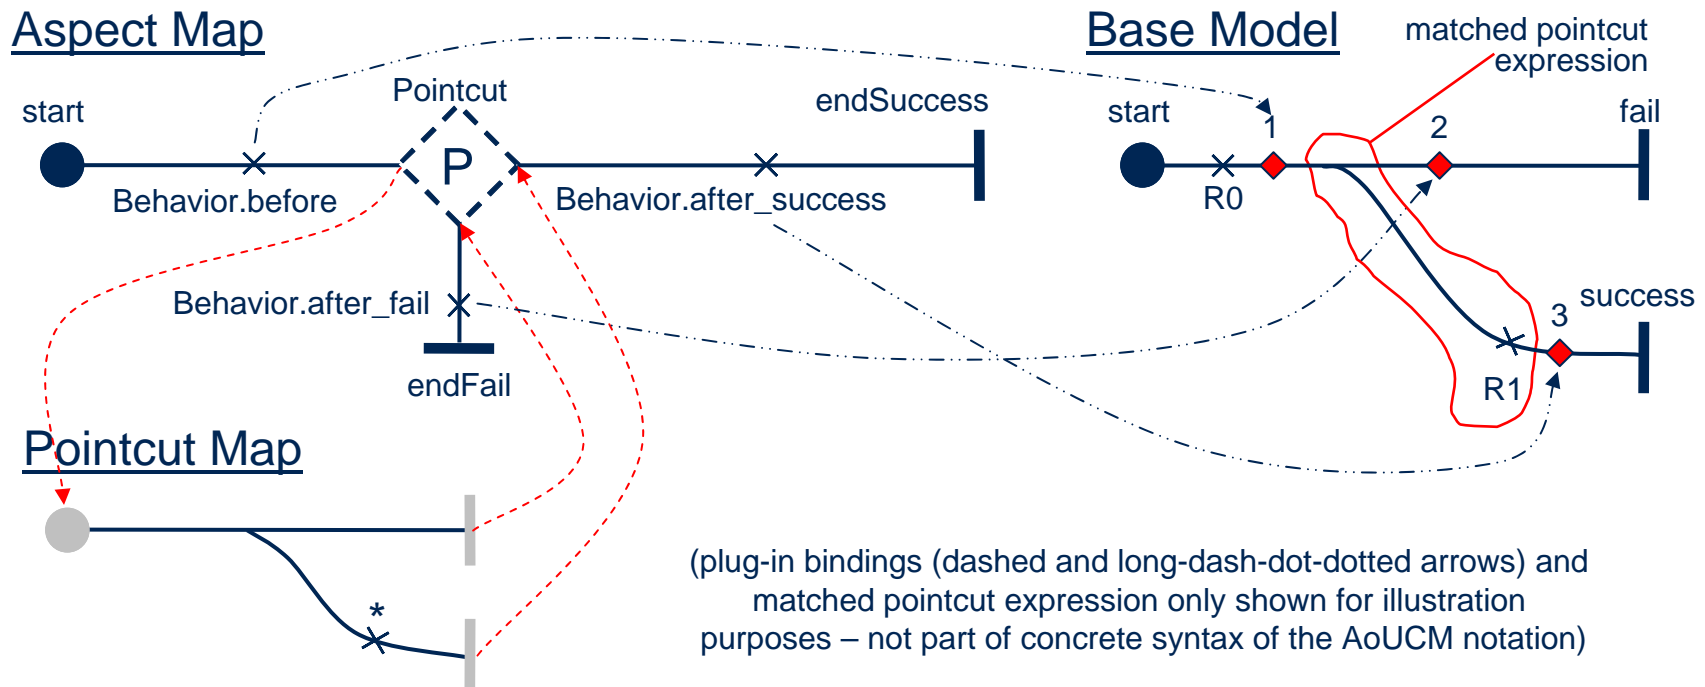 Aspect Map
Base Model
matched pointcut
expression
Pointcut
start
endSuccess
start
fail
1
2
P
Behavior.before
Behavior.after_success
R0
Behavior.after_fail
success
3
endFail
R1
Pointcut Map
*
(plug-in bindings (dashed and long-dash-dot-dotted arrows) and
matched pointcut expression only shown for illustration
purposes – not part of concrete syntax of the AoUCM notation)